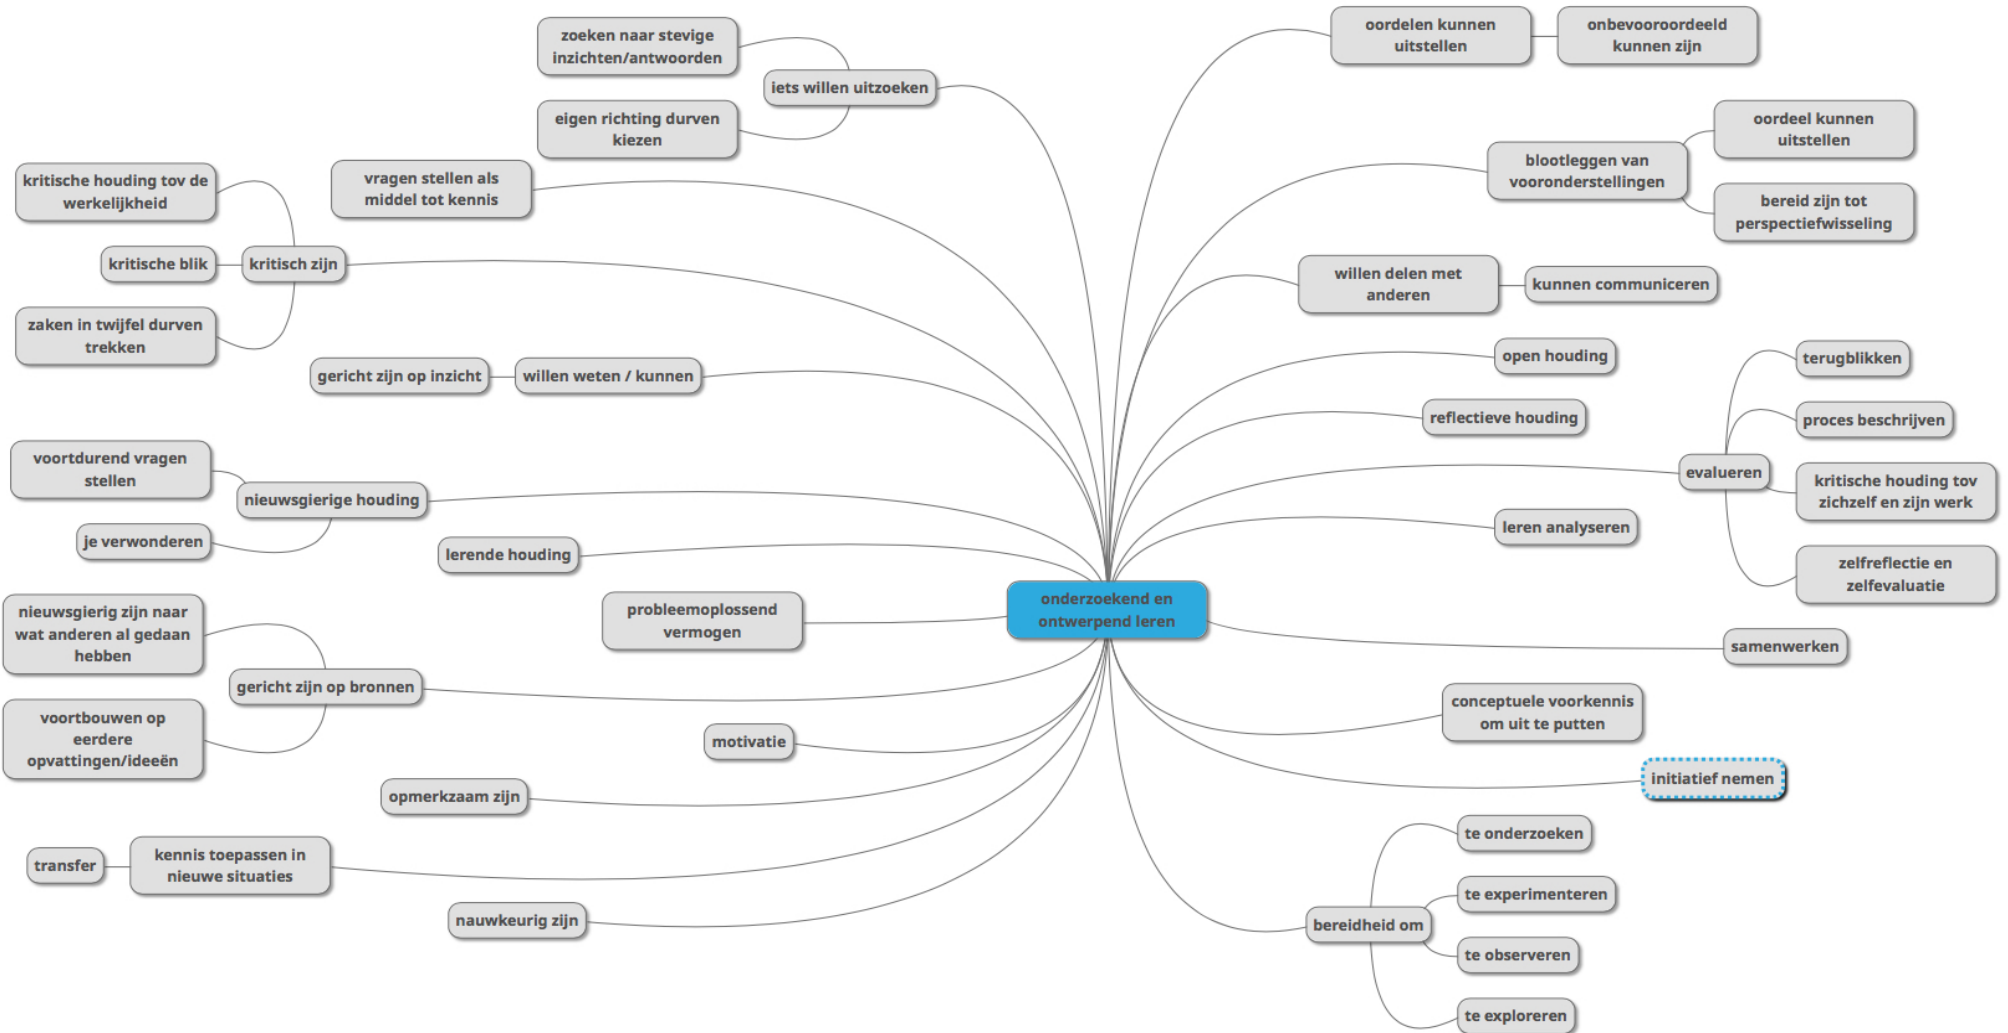 zoeken naar stevige
inzichten/antwoorden
iets willen uitzoeken
eigen richting durven
kiezen
vragen stellen als
middel tot kennis
kritische houding tov de
werkelijkheid
kritische blik
kritisch zijn
zaken in twijfel durven
trekken
gericht zijn op inzicht
willen weten / kunnen
voortdurend vragen
stellen
nieuwsgierige houding
je verwonderen
lerende houding
probleemoplossend
vermogen
nieuwsgierig zijn naar
wat anderen al gedaan
hebben
gericht zijn op bronnen
voortbouwen op
eerdere
opvattingen/ideeën
motivatie
opmerkzaam zijn
transfer
kennis toepassen in
nieuwe situaties
nauwkeurig zijn
onderzoekend en
ontwerpend leren
oordelen kunnen
uitstellen
onbevooroordeeld
kunnen zijn
blootleggen van
vooronderstellingen
oordeel kunnen
uitstellen
bereid zijn tot
perspectiefwisseling
willen delen met
anderen
kunnen communiceren
open houding
reflectieve houding
evalueren
terugblikken
proces beschrijven
kritische houding tov
zichzelf en zijn werk
zelfreflectie en
zelfevaluatie
leren analyseren
samenwerken
conceptuele voorkennis
om uit te putten
initiatief nemen
bereidheid om
te onderzoeken
te experimenteren
te observeren
te exploreren